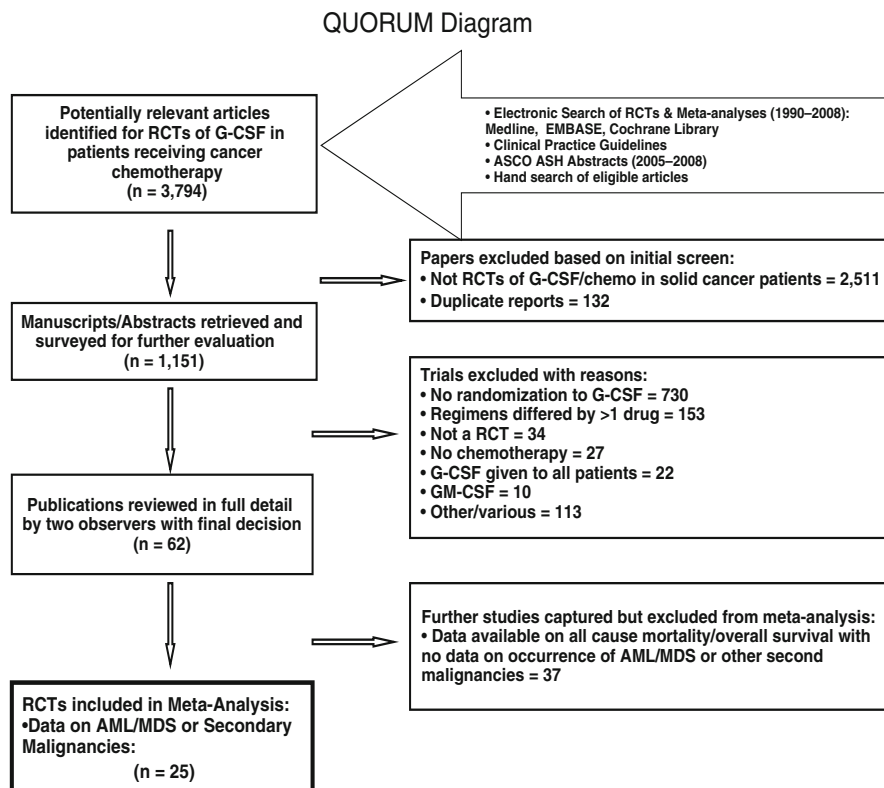 QUORUM Diagram
Potentially relevant articles
identified for RCTs of G-CSF in
patients receiving cancer
chemotherapy
(n = 3,794)
• Electronic Search of RCTs & Meta-analyses (1990–2008):
Medline, EMBASE, Cochrane Library
• Clinical Practice Guidelines
• ASCO ASH Abstracts (2005–2008)
• Hand search of eligible articles
Papers excluded based on initial screen:
• Not RCTs of G-CSF/chemo in solid cancer patients = 2,511
• Duplicate reports = 132
Manuscripts/Abstracts retrieved and
surveyed for further evaluation
(n = 1,151)
Trials excluded with reasons:
• No randomization to G-CSF = 730
• Regimens differed by >1 drug = 153
• Not a RCT = 34
• No chemotherapy = 27
• G-CSF given to all patients = 22
• GM-CSF = 10
• Other/various = 113
Publications reviewed in full detail
by two observers with final decision
(n = 62)
Further studies captured but excluded from meta-analysis:
• Data available on all cause mortality/overall survival with
no data on occurrence of AML/MDS or other second
malignancies = 37
RCTs included in Meta-Analysis:
•Data on AML/MDS or Secondary
Malignancies:
(n = 25)